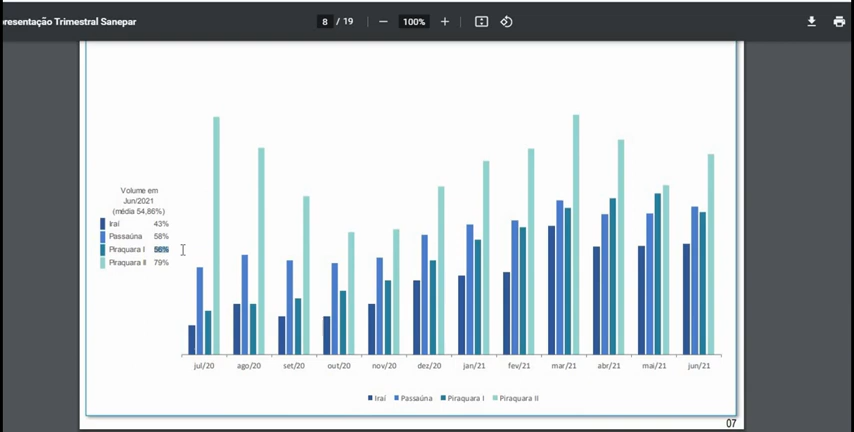 presentação Trimestral Sanepar
8 / 19
100%
Volume em
Jun/2021
(média 54,86%)
Iraí 43%
Passaúna 58%
Piraquara I 56%
Piraquara II 79%
jul/20 ago/20 set/20 out/20 nov/20 dez/20 jan/21 fev/21 mar/21 abr/21 mai/21 jun/21
Iraí Passaúna Piraquara I Piraquara II
07